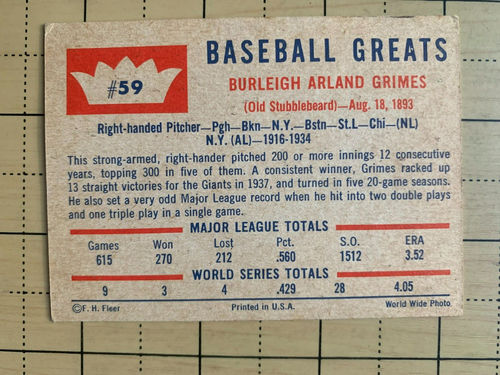 #59
BASEBALL GREATS
BURLEIGH ARLAND GRIMES
(Old Stubblebeard)—Aug. 18, 1893
Right-handed Pitcher—Pgh—Bkn—N.Y.—Bstn—St.L—Chi—(NL)
N.Y. (AL)—1916-1934
This strong-armed, right-hander pitched 200 or more innings 12 consecutive
years, topping 300 in five of them. A consistent winner, Grimes racked up
13 straight victories for the Giants in 1937, and turned in five 20-game seasons.
He also set a very odd Major League record when he hit into two double plays
and one triple play in a single game.
MAJOR LEAGUE TOTALS
Games Won Lost Pct. S.O. ERA
615 270 212 .560 1512 3.52
WORLD SERIES TOTALS
9 3 4 .429 28 4.05
©F. H. Fleer Printed in U.S.A. World Wide Photo